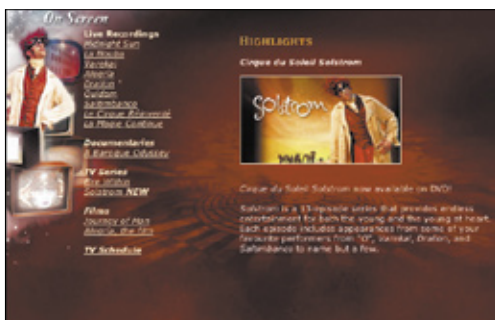 On Screen
Live Recordings
Midnight Sun
La Nouba
Varekai
Alegría
Dralion
Quidam
Saltimbanco
Le Cirque Réinventé
La Magie Continue
Documentaries
A Baroque Odyssey
TV Series
Fire Within
Solstrom NEW
Films
Journey of Man
Alegría, the film
TV Schedule
HIGHLIGHTS
Cirque du Soleil Solstrom
Solstrom
Cirque du Soleil Solstrom now available on DVD!
Solstrom is a 13-episode series that provides endless
entertainment for both the young and the young at heart.
Each episode includes appearances from some of your
favourite performers from "O", Varekai, Dralion, and
Saltimbanco to name but a few.